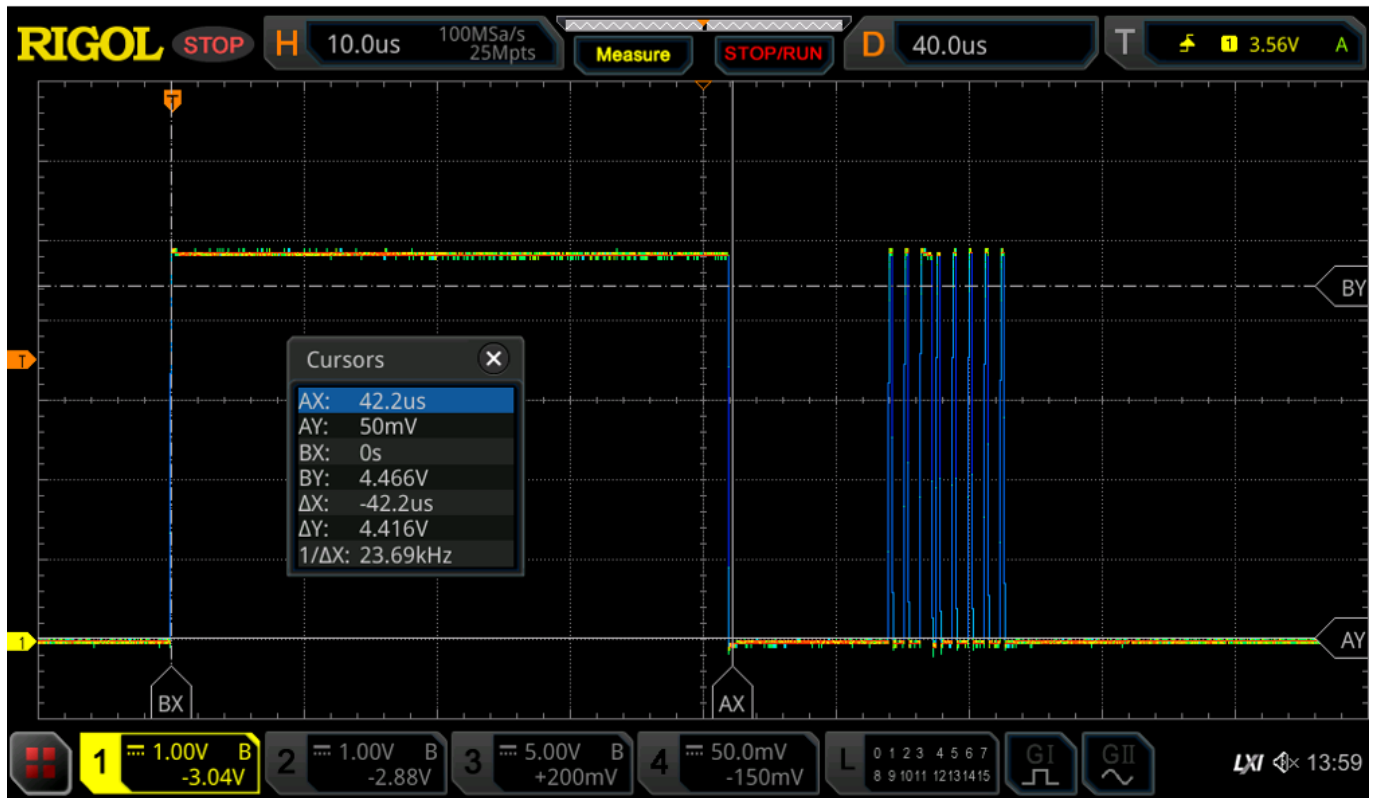 RIGOL STOP H 10.0us 100MSa/s 25Mpts Measure STOP/RUN D 40.0us T 1 3.56V A
T
BY
T
Cursors
AX: 42.2us
AY: 50mV
BX: 0s
BY: 4.466V
ΔX: -42.2us
ΔY: 4.416V
1/ΔX: 23.69kHz
1
AY
BX AX
1 1.00V B -3.04V 2 1.00V B -2.88V 3 5.00V B +200mV 4 50.0mV -150mV L 0 1 2 3 4 5 6 7 8 9 10 11 12 13 14 15 GI GII LXI 13:59